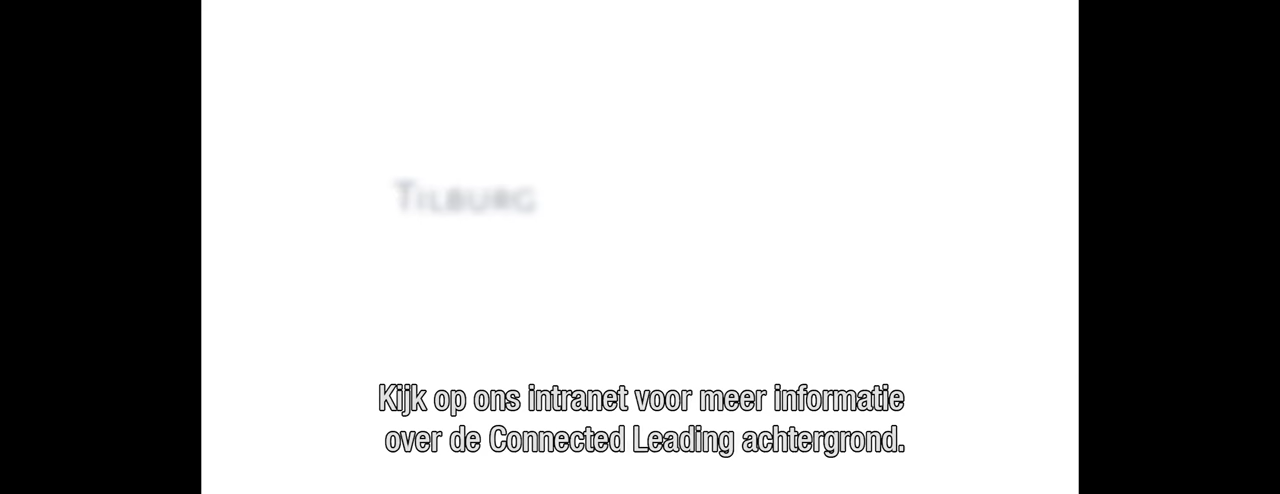 TILBURG
Kijk op ons intranet voor meer informatie
over de Connected Leading achtergrond.